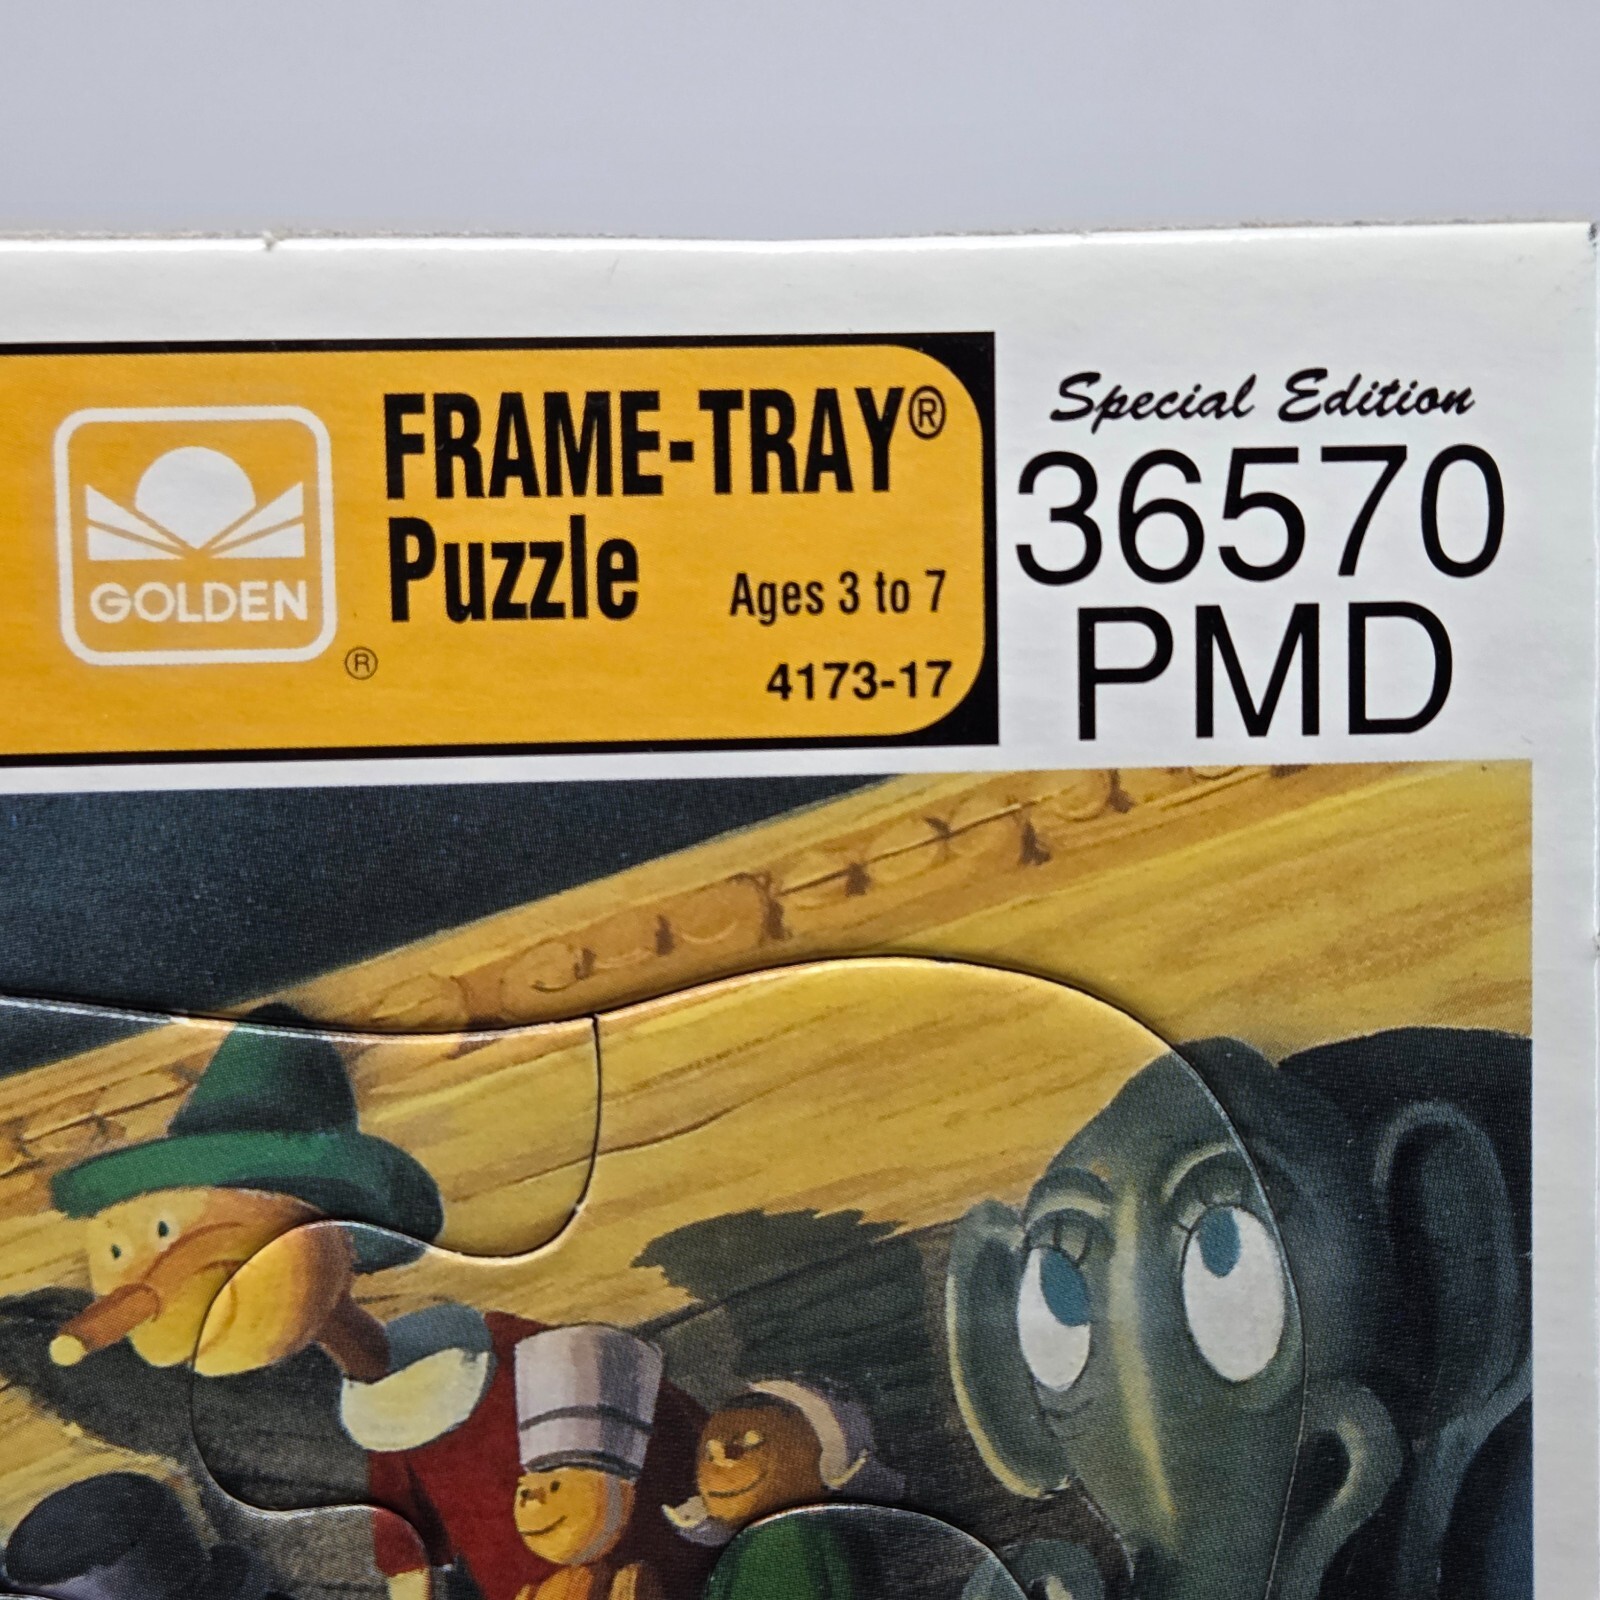 GOLDEN
®
FRAME-TRAY®
Puzzle
Ages 3 to 7
4173-17
Special Edition
36570
PMD